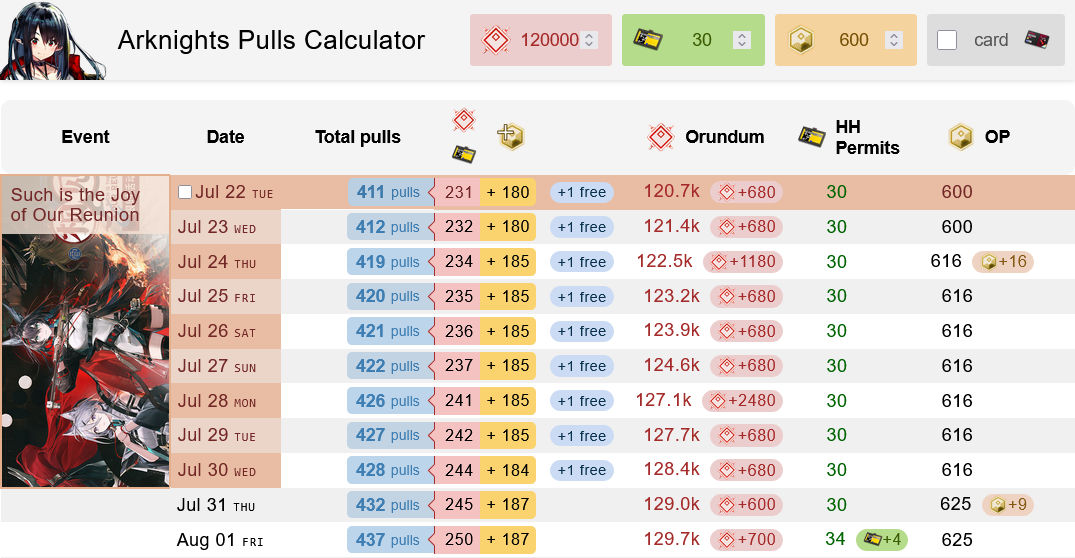 Arknights Pulls Calculator 120000 30 600 card
Event Date Total pulls Orundum HH Permits OP
Such is the Joy of Our Reunion
Jul 22 TUE 411 pulls 231 + 180 +1 free 120.7k +680 30 600
Jul 23 WED 412 pulls 232 + 180 +1 free 121.4k +680 30 600
Jul 24 THU 419 pulls 234 + 185 +1 free 122.5k +1180 30 616 +16
Jul 25 FRI 420 pulls 235 + 185 +1 free 123.2k +680 30 616
Jul 26 SAT 421 pulls 236 + 185 +1 free 123.9k +680 30 616
Jul 27 SUN 422 pulls 237 + 185 +1 free 124.6k +680 30 616
Jul 28 MON 426 pulls 241 + 185 +1 free 127.1k +2480 30 616
Jul 29 TUE 427 pulls 242 + 185 +1 free 127.7k +680 30 616
Jul 30 WED 428 pulls 244 + 184 +1 free 128.4k +680 30 616
Jul 31 THU 432 pulls 245 + 187 129.0k +600 30 625 +9
Aug 01 FRI 437 pulls 250 + 187 129.7k +700 34 +4 625